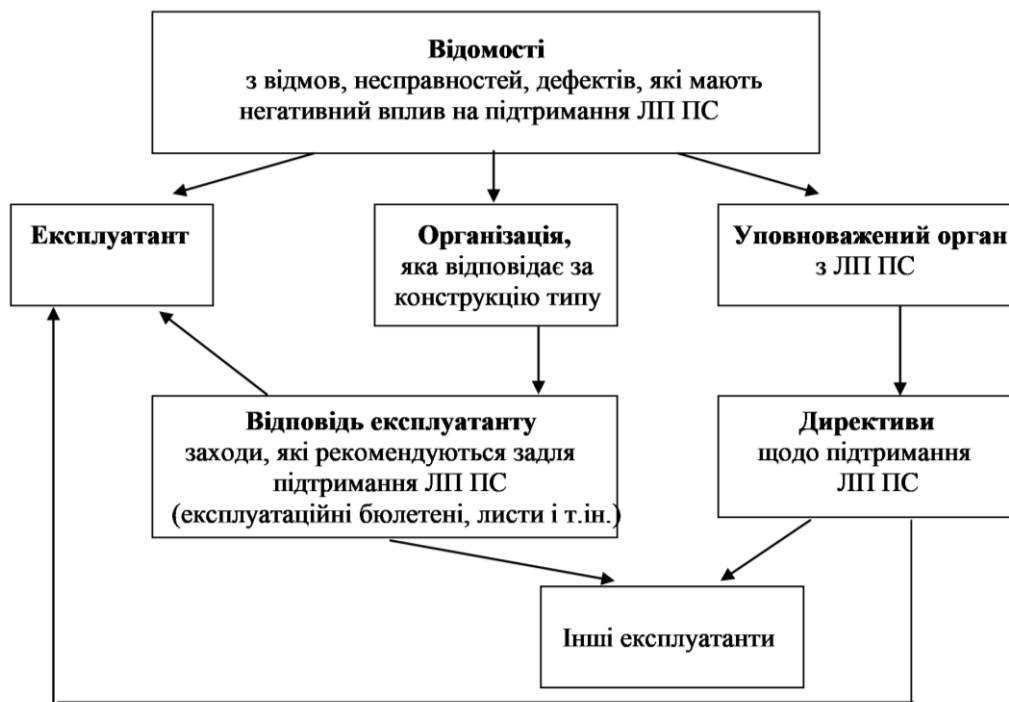 Відомості
з відмов, несправностей, дефектів, які мають
негативний вплив на підтримання ЛП ПС
Експлуатант
Організація,
яка відповідає за
конструкцію типу
Уповноважений орган
з ЛП ПС
Відповідь експлуатанту
заходи, які рекомендуються задля
підтримання ЛП ПС
(експлуатаційні бюлетені, листи і т.ін.)
Директиви
щодо підтримання
ЛП ПС
Інші експлуатанти